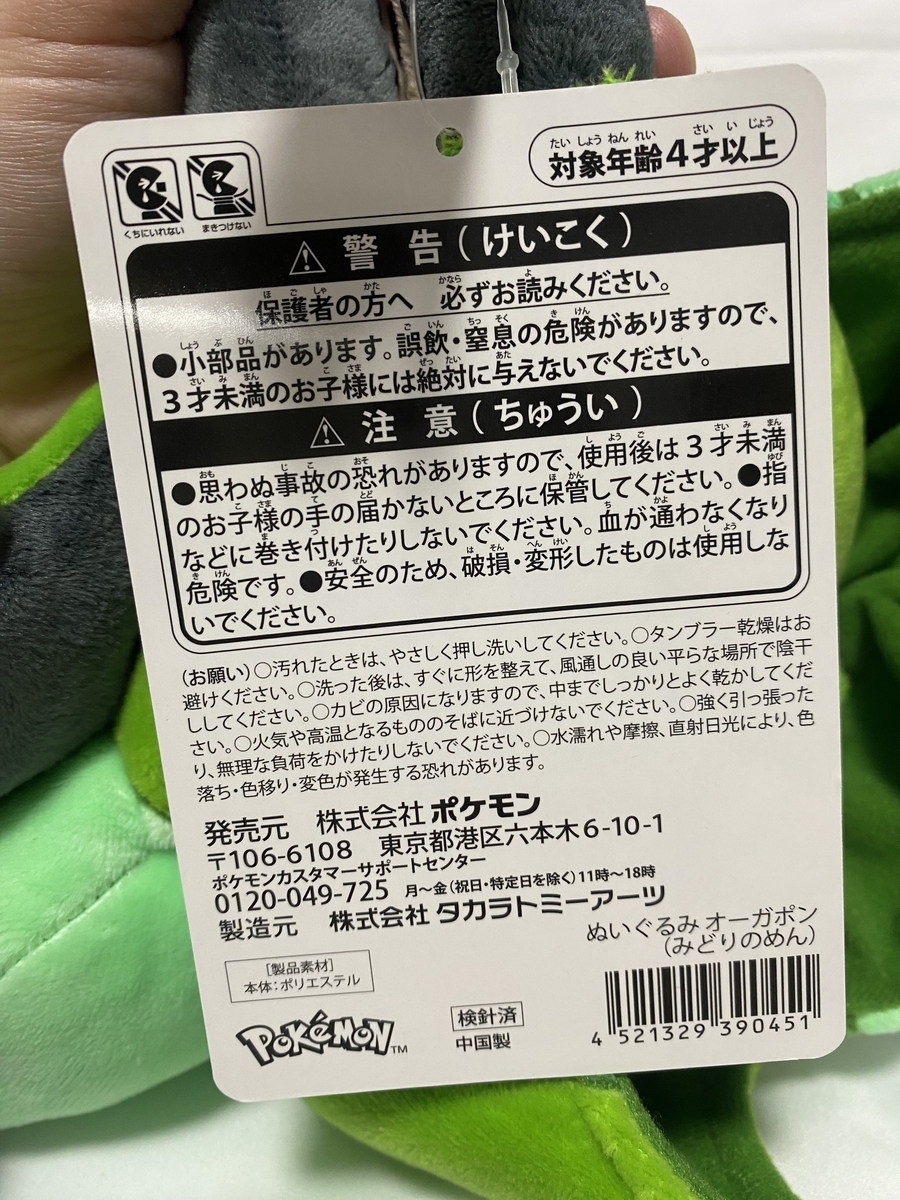 対象年齢4才以上
たいしょうねんれい さいいじょう
くちにいれない まきつけない
警告(けいこく)
保護者の方へ 必ずお読みください。
●小部品があります。誤飲・窒息の危険がありますので、
3才未満のお子様には絶対に与えないでください。
注意(ちゅうい)
●思わぬ事故の恐れがありますので、使用後は3才未満
のお子様の手の届かないところに保管してください。●指
などに巻き付けたりしないでください。血が通わなくなり
危険です。●安全のため、破損・変形したものは使用しな
いでください。
(お願い)○汚れたときは、やさしく押し洗いしてください。○タンブラー乾燥はお
避けください。○洗った後は、すぐに形を整えて、風通しの良い平らな場所で陰干
ししてください。○カビの原因になりますので、中までしっかりとよく乾かしてくだ
さい。○火気や高温となるもののそばに近づけないでください。○強く引っ張った
り、無理な負荷をかけたりしないでください。○水濡れや摩擦、直射日光により、色
落ち・色移り・変色が発生する恐れがあります。
発売元 株式会社ポケモン
〒106-6108 東京都港区六本木6-10-1
ポケモンカスタマーサポートセンター
0120-049-725 月〜金(祝日・特定日を除く)11時〜18時
製造元 株式会社タカラトミーアーツ
ぬいぐるみ オーガポン
(みどりのめん)
[製品素材]
本体:ポリエステル
POKéMON™
検針済
中国製
4 521329 390451